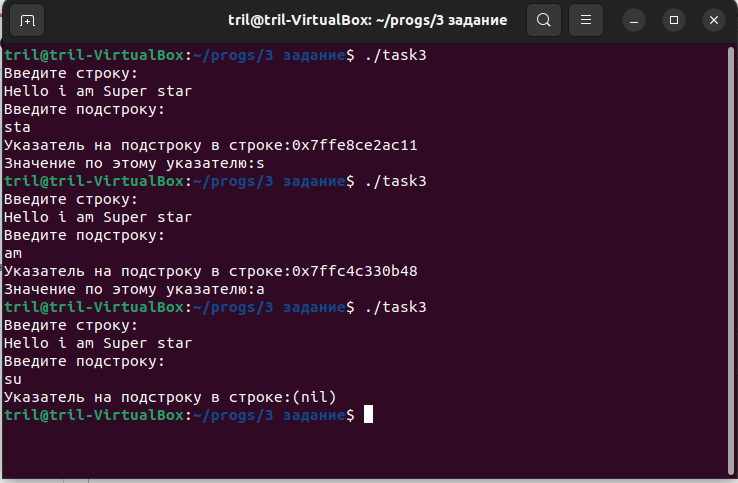 tril@tril-VirtualBox: ~/progs/3 задание
tril@tril-VirtualBox:~/progs/3 задание$ ./task3
Введите строку:
Hello i am Super star
Введите подстроку:
sta
Указатель на подстроку в строке:0x7ffe8ce2ac11
Значение по этому указателю:s
tril@tril-VirtualBox:~/progs/3 задание$ ./task3
Введите строку:
Hello i am Super star
Введите подстроку:
am
Указатель на подстроку в строке:0x7ffc4c330b48
Значение по этому указателю:a
tril@tril-VirtualBox:~/progs/3 задание$ ./task3
Введите строку:
Hello i am Super star
Введите подстроку:
su
Указатель на подстроку в строке:(nil)
tril@tril-VirtualBox:~/progs/3 задание$